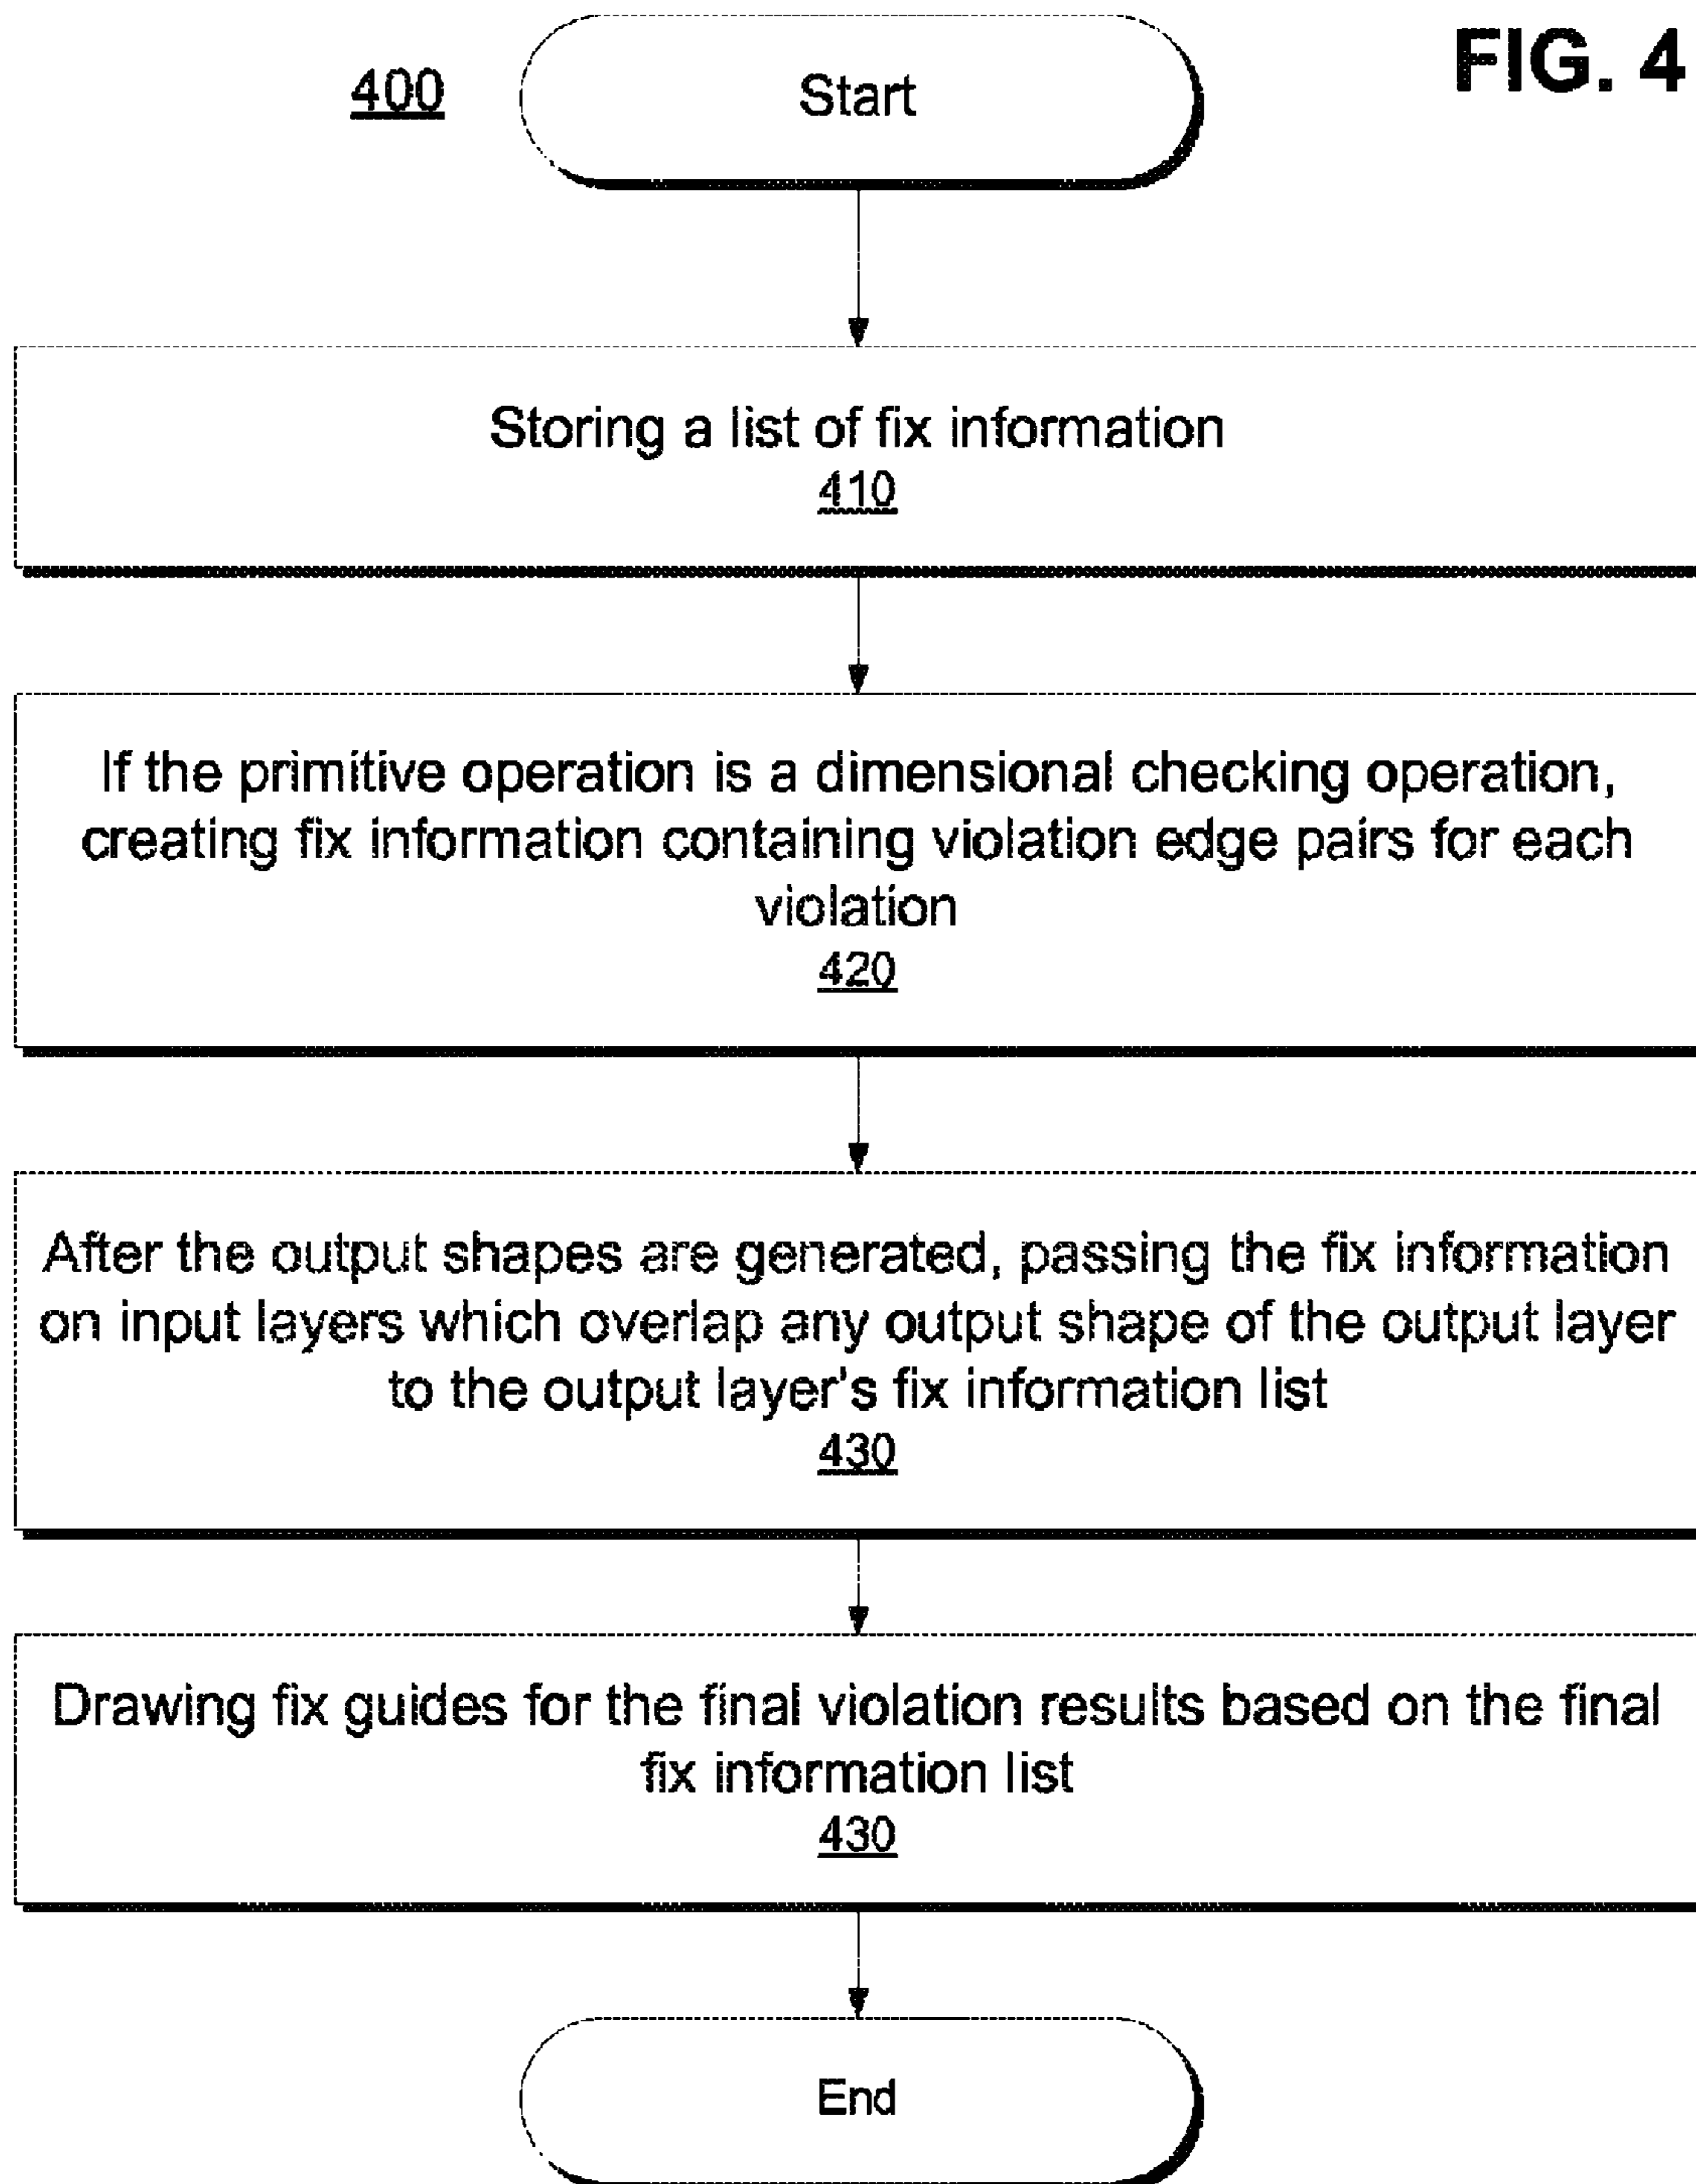 400
Start
FIG. 4
Storing a list of fix information
410
If the primitive operation is a dimensional checking operation,
creating fix information containing violation edge pairs for each
violation
420
After the output shapes are generated, passing the fix information
on input layers which overlap any output shape of the output layer
to the output layer's fix information list
430
Drawing fix guides for the final violation results based on the final
fix information list
430
End